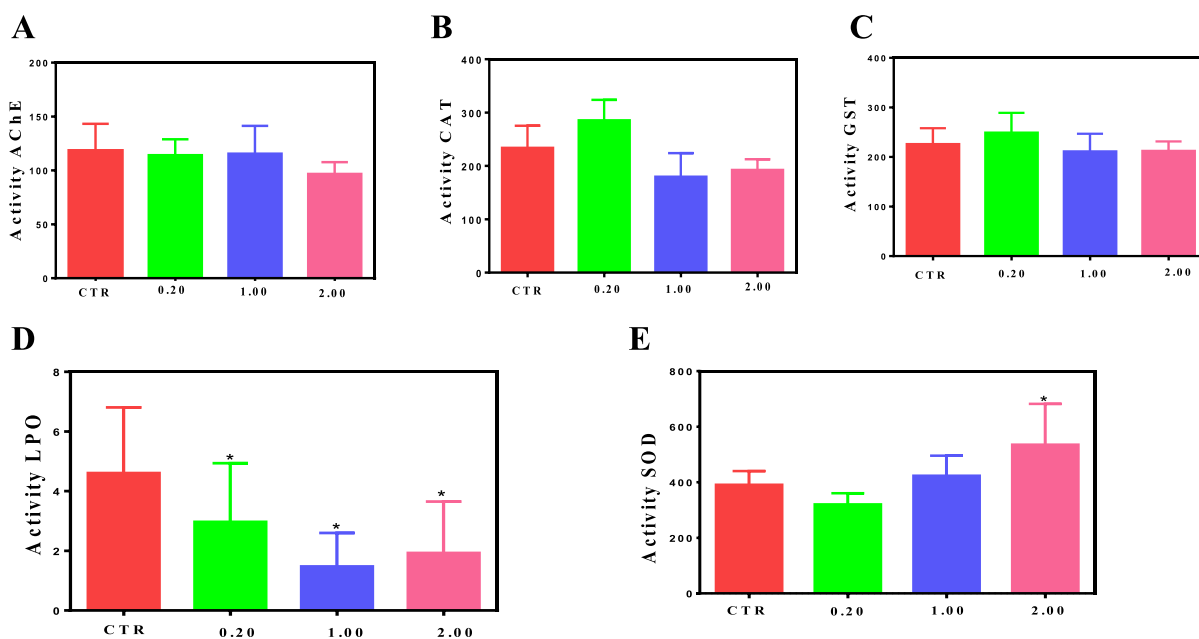 A
Activity AChE
200
150
100
50
0
CTR 0.20 1.00 2.00
B
Activity CAT
400
300
200
100
0
CTR 0.20 1.00 2.00
C
Activity GST
400
300
200
100
0
CTR 0.20 1.00 2.00
D
Activity LPO
8
6
4
2
0
* * *
CTR 0.20 1.00 2.00
E
Activity SOD
800
600
400
200
0
*
CTR 0.20 1.00 2.00